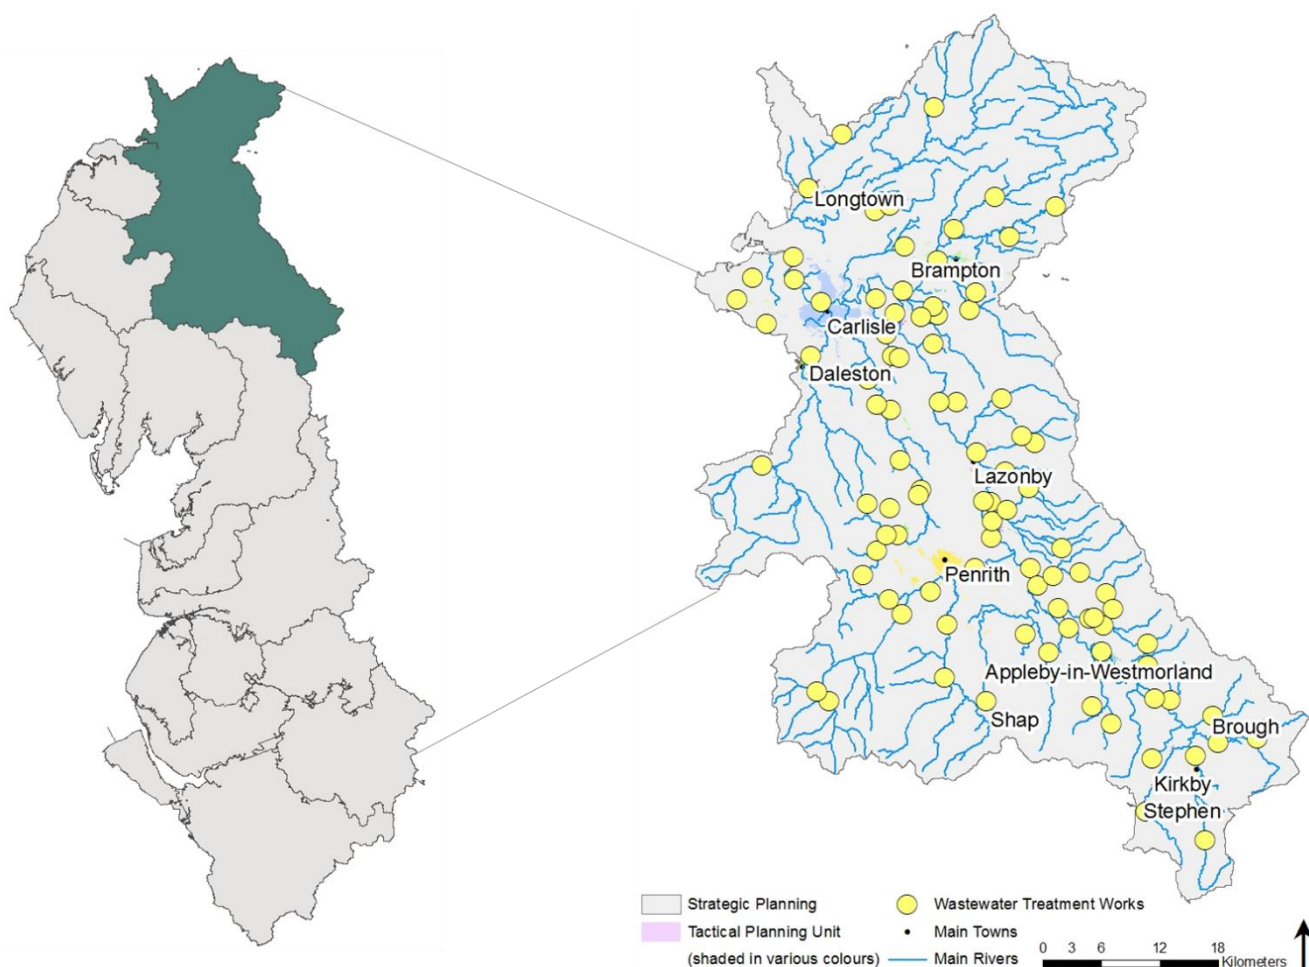 Longtown
Brampton
Carlisle
Daleston
Lazonby
Penrith
Appleby-in-Westmorland
Shap
Brough
Kirkby
Stephen
Strategic Planning
Wastewater Treatment Works
Tactical Planning Unit
Main Towns
(shaded in various colours)
Main Rivers
0 3 6 12 18
Kilometers